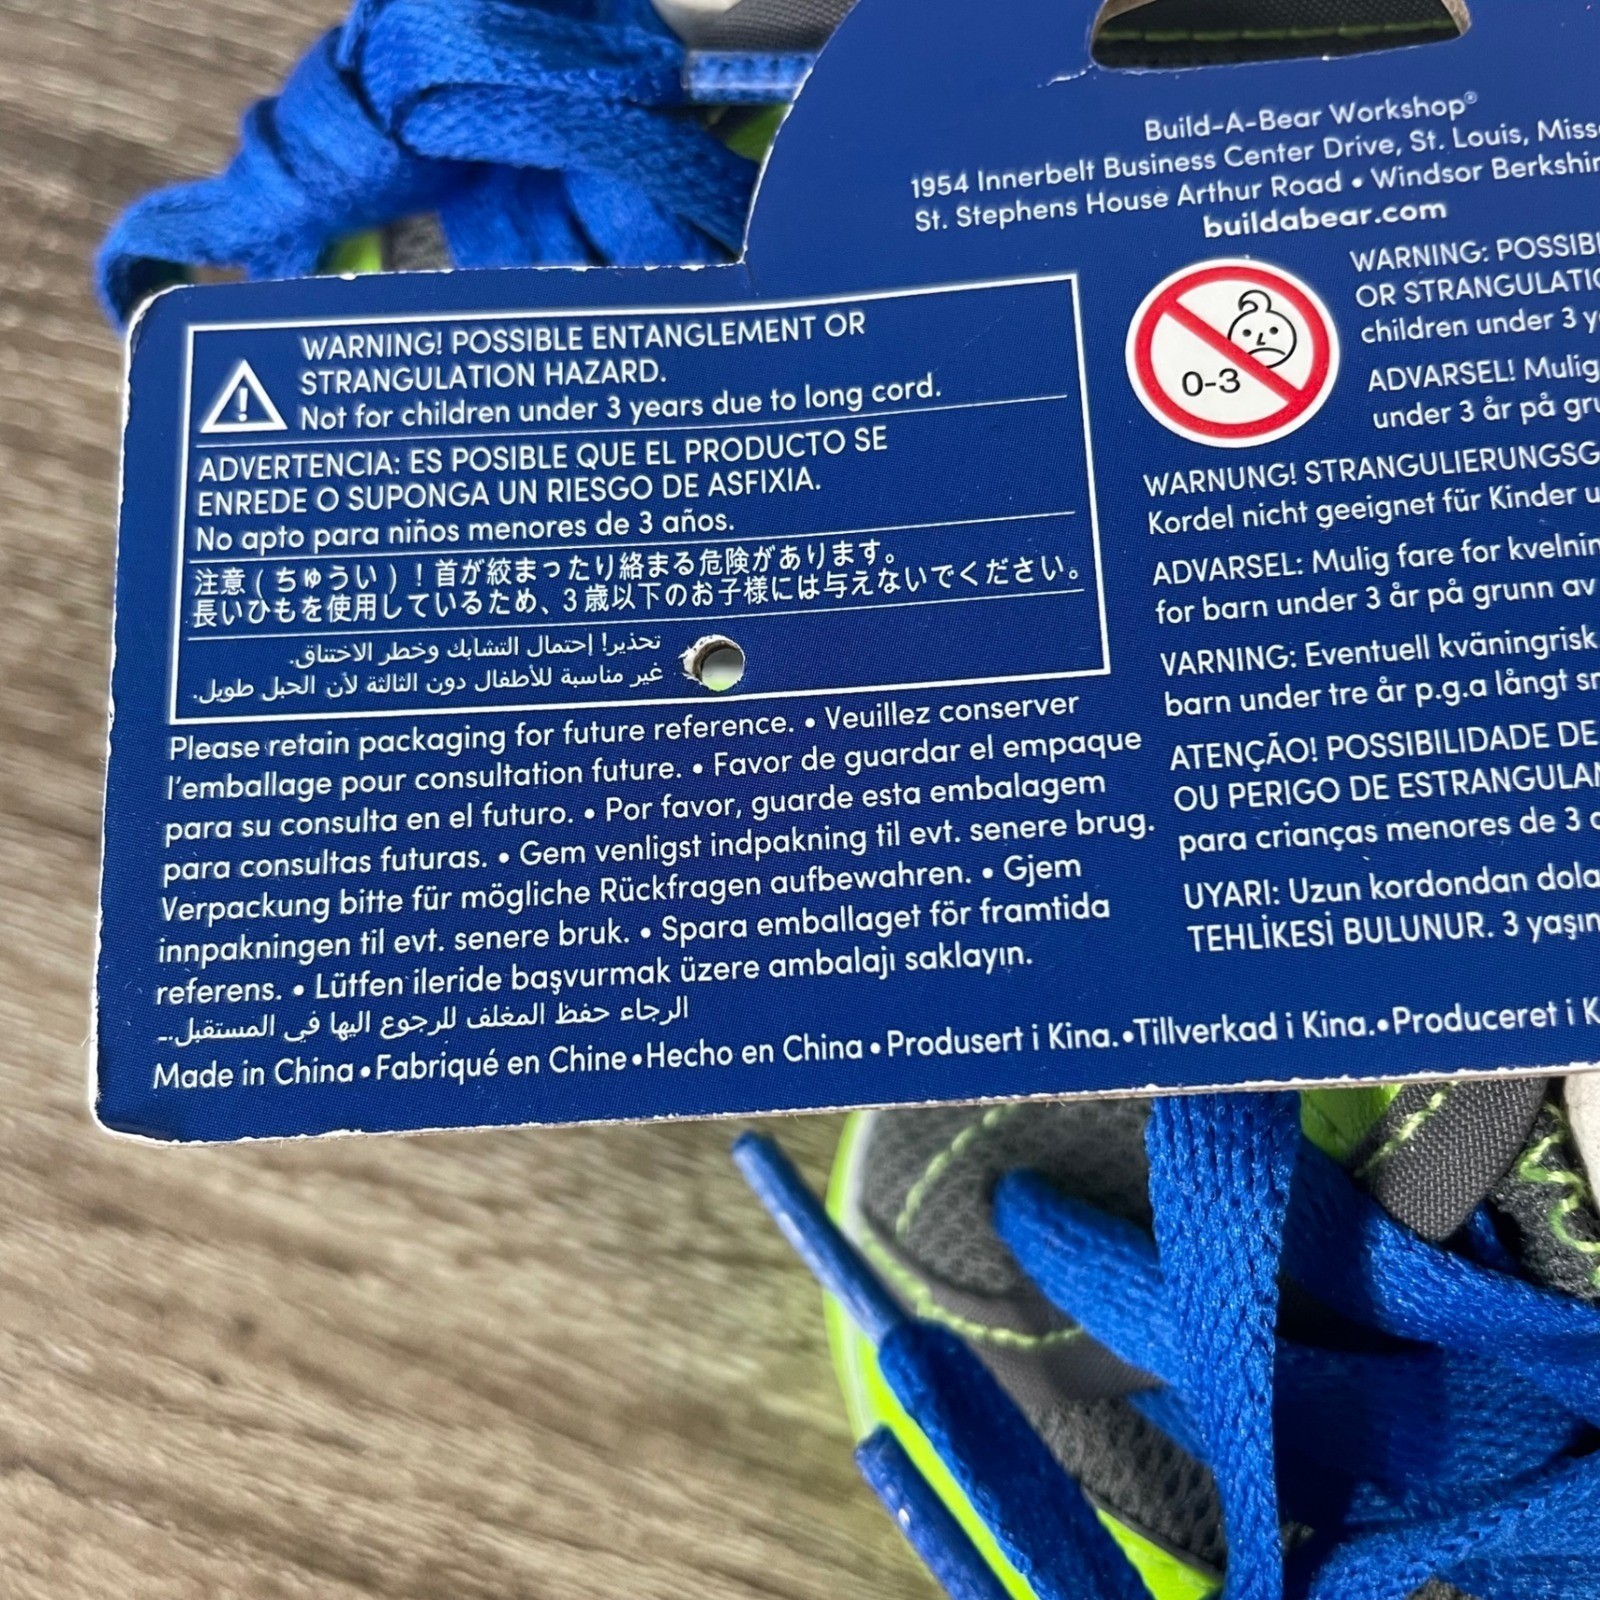 Build-A-Bear Workshop®
1954 Innerbelt Business Center Drive, St. Louis,
St. Stephens House Arthur Road • Windsor
buildabear.com
WARNING! POSSIBLE ENTANGLEMENT OR
STRANGULATION HAZARD.
Not for children under 3 years due to long cord.
ADVERTENCIA: ES POSIBLE QUE EL PRODUCTO SE
ENREDE O SUPONGA UN RIESGO DE ASFIXIA.
No apto para niños menores de 3 años.
注意(ちゅうい)!首が絞まったり絡まる危険があります。
長いひもを使用しているため、3歳以下のお子様には与えないでください。
تحذير! إحتمال التشابك وخطر الاختناق.
غير مناسبة للأطفال دون الثالثة لأن الحبل طويل.
Please retain packaging for future reference. • Veuillez conserver
l'emballage pour consultation future. • Favor de guardar el empaque
para su consulta en el futuro. • Por favor, guarde esta embalagem
para consultas futuras. • Gem venligst indpakning til evt. senere brug.
Verpackung bitte für mögliche Rückfragen aufbewahren. • Gjem
innpakningen til evt. senere bruk. • Spara emballaget för framtida
referens. • Lütfen ileride başvurmak üzere ambalajı saklayın.
الرجاء حفظ المغلف للرجوع اليها في المستقبل.-
Made in China • Fabriqué en Chine • Hecho en China • Produsert i Kina. • Tillverkad i Kina. • Produceret i
0-3
WARNING:
OR
children under 3
ADVARSEL! Mulig
under 3 år på
WARNUNG!
Kordel nicht geeignet für Kinder
ADVARSEL: Mulig fare for
for barn under 3 år på grunn av
VARNING: Eventuell
barn under tre år p.g.a långt
ATENÇÃO! POSSIBILIDADE DE
OU PERIGO DE
para crianças menores de 3
UYARI: Uzun kordondan
TEHLİKESİ BULUNUR. 3